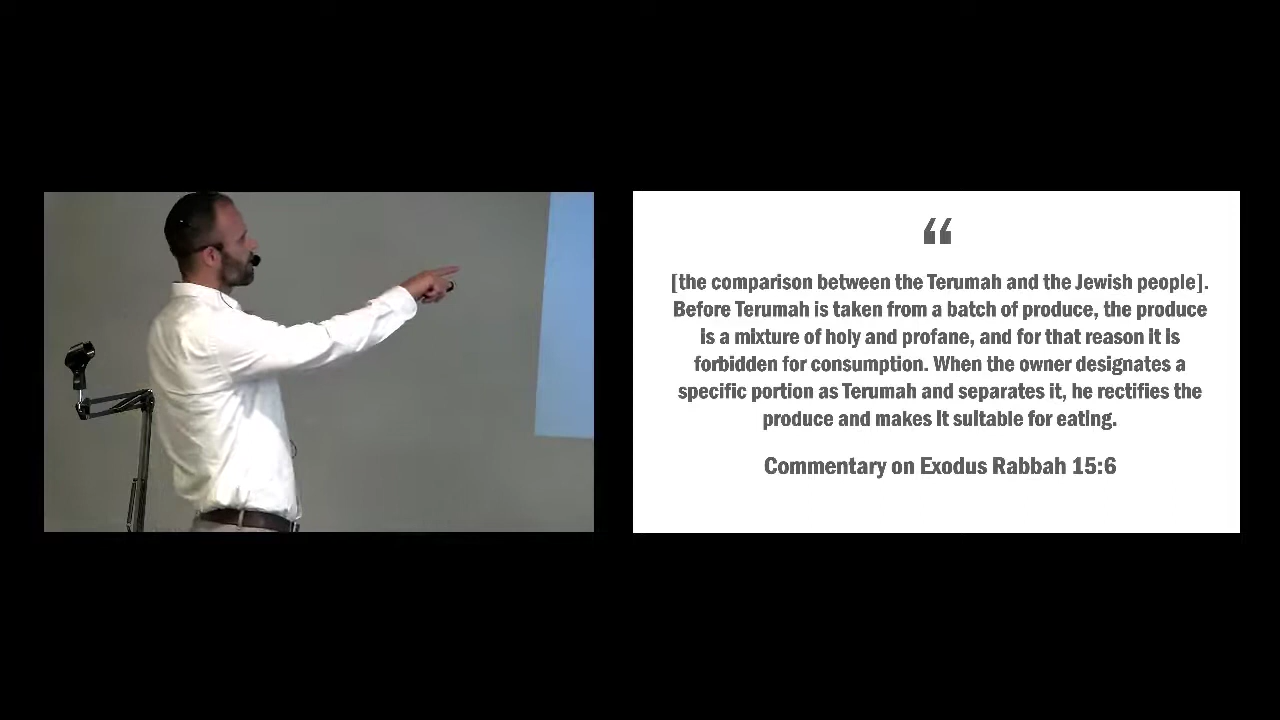 “
[the comparison between the Terumah and the Jewish people].
Before Terumah is taken from a batch of produce, the produce
is a mixture of holy and profane, and for that reason it is
forbidden for consumption. When the owner designates a
specific portion as Terumah and separates it, he rectifies the
produce and makes it suitable for eating.
Commentary on Exodus Rabbah 15:6